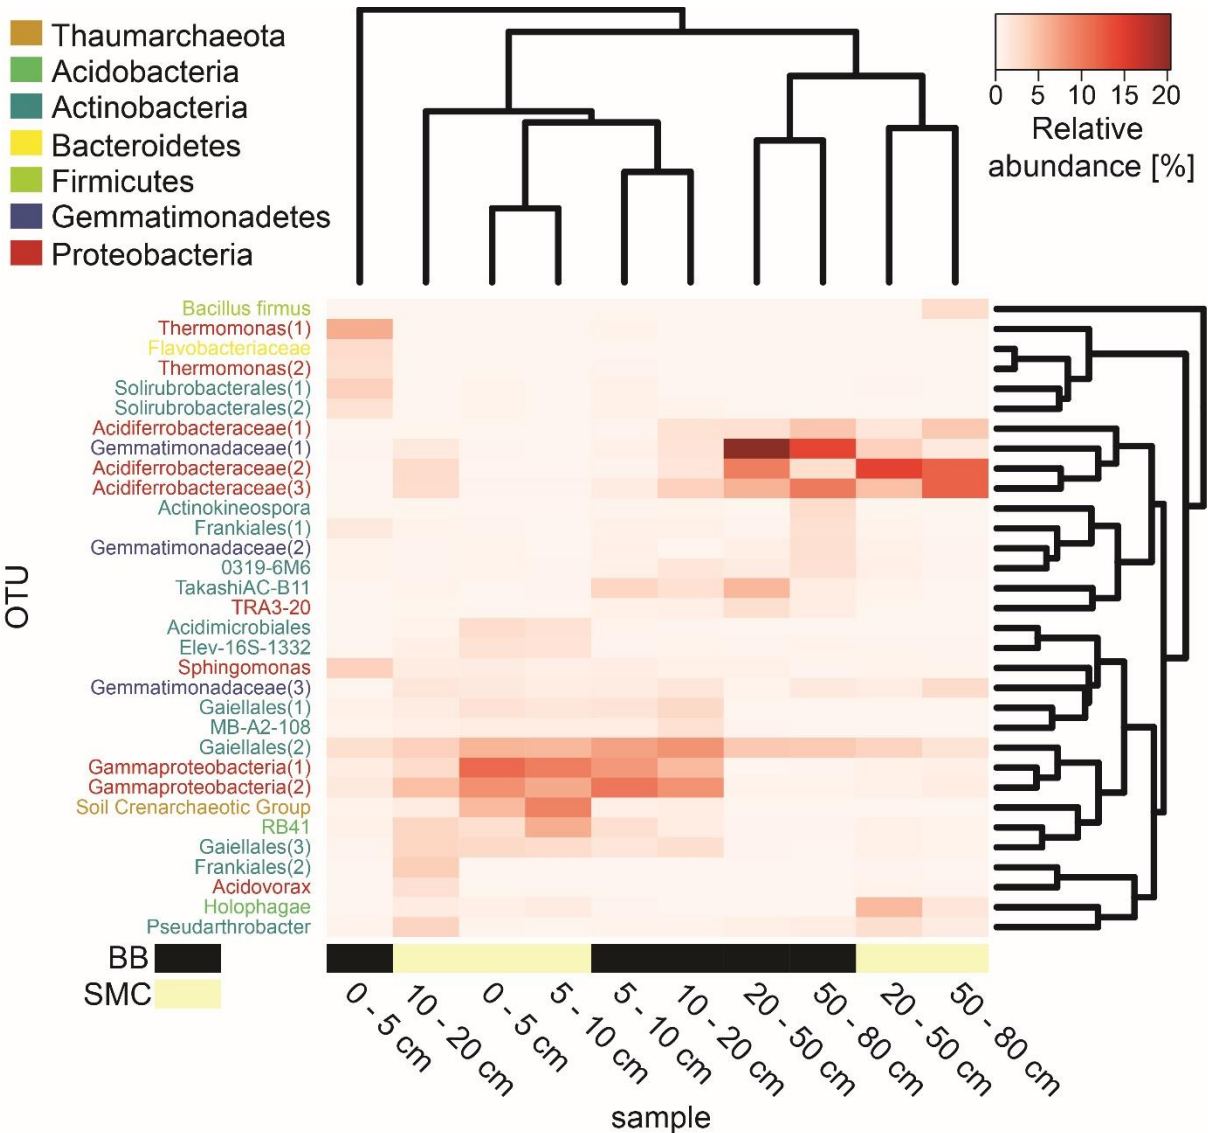 Thaumarchaeota
Acidobacteria
Actinobacteria
Bacteroidetes
Firmicutes
Gemmatimonadetes
Proteobacteria
0 5 10 15 20
Relative
abundance [%]
Bacillus firmus
Thermomonas(1)
Flavobacteriaceae
Thermomonas(2)
Solirubrobacterales(1)
Solirubrobacterales(2)
Acidiferrobacteraceae(1)
Gemmatimonadaceae(1)
Acidiferrobacteraceae(2)
Acidiferrobacteraceae(3)
Actinokineospora
Frankiales(1)
Gemmatimonadaceae(2)
0319-6M6
TakashiAC-B11
TRA3-20
Acidimicrobiales
Elev-16S-1332
Sphingomonas
Gemmatimonadaceae(3)
Gaiellales(1)
MB-A2-108
Gaiellales(2)
Gammaproteobacteria(1)
Gammaproteobacteria(2)
Soil Crenarchaeotic Group
RB41
Gaiellales(3)
Frankiales(2)
Acidovorax
Holophagae
Pseudarthrobacter
OTU
BB
SMC
0 - 5 cm
10 - 20 cm
0 - 5 cm
5 - 10 cm
5 - 10 cm
10 - 20 cm
20 - 50 cm
50 - 80 cm
20 - 50 cm
50 - 80 cm
sample